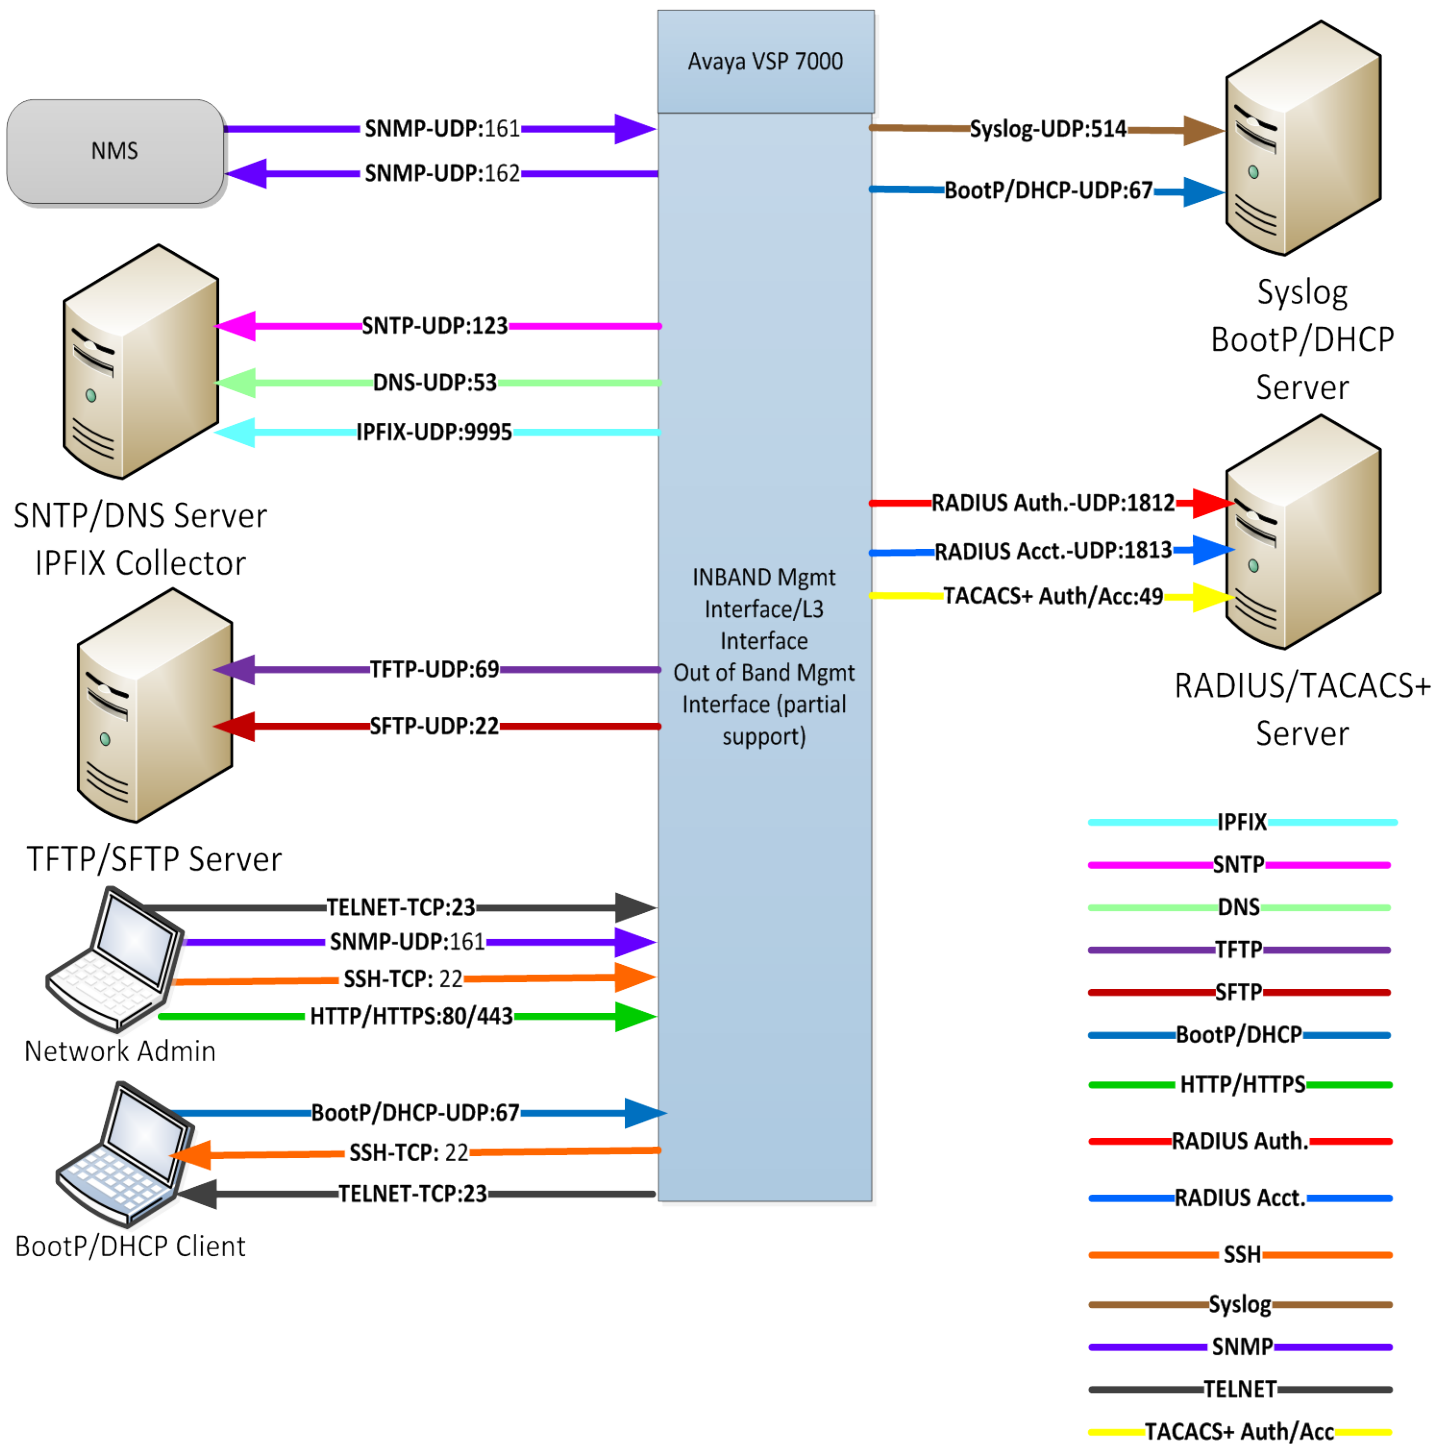 Avaya VSP 7000
NMS
SNMP-UDP:161
SNMP-UDP:162
Syslog-UDP:514
BootP/DHCP-UDP:67
Syslog
BootP/DHCP
Server
SNTP-UDP:123
DNS-UDP:53
IPFIX-UDP:9995
SNTP/DNS Server
IPFIX Collector
RADIUS Auth.-UDP:1812
RADIUS Acct.-UDP:1813
TACACS+ Auth/Acc:49
RADIUS/TACACS+
Server
INBAND Mgmt
Interface/L3
Interface
Out of Band Mgmt
Interface (partial
support)
TFTP-UDP:69
SFTP-UDP:22
TFTP/SFTP Server
TELNET-TCP:23
SNMP-UDP:161
SSH-TCP: 22
HTTP/HTTPS:80/443
Network Admin
BootP/DHCP-UDP:67
SSH-TCP: 22
TELNET-TCP:23
BootP/DHCP Client
IPFIX
SNTP
DNS
TFTP
SFTP
BootP/DHCP
HTTP/HTTPS
RADIUS Auth.
RADIUS Acct.
SSH
Syslog
SNMP
TELNET
TACACS+ Auth/Acc